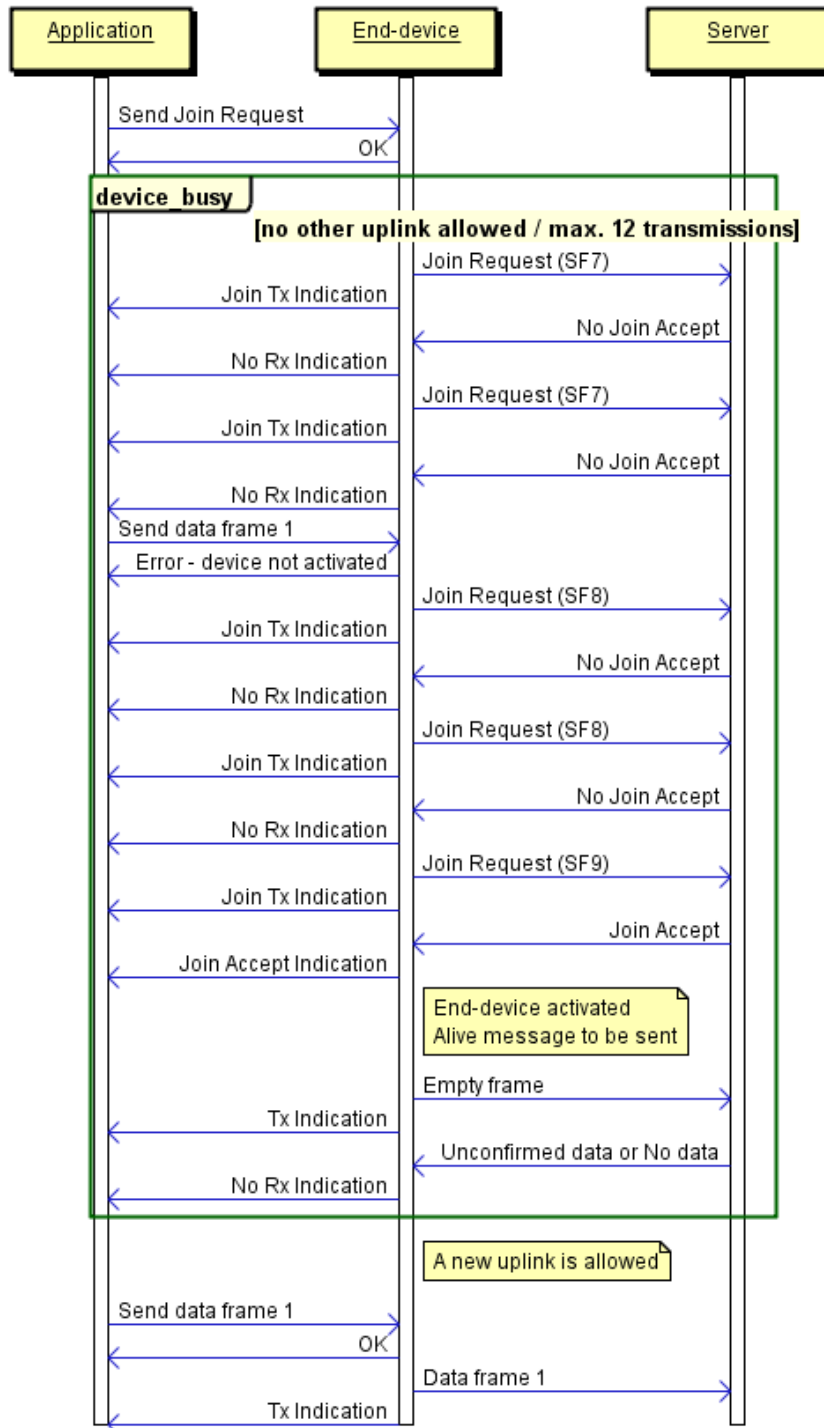 Application
End-device
Server
Send Join Request
OK
device_busy
[no other uplink allowed / max. 12 transmissions]
Join Request (SF7)
Join Tx Indication
No Join Accept
No Rx Indication
Join Request (SF7)
Join Tx Indication
No Join Accept
No Rx Indication
Send data frame 1
Error - device not activated
Join Request (SF8)
Join Tx Indication
No Join Accept
No Rx Indication
Join Request (SF8)
Join Tx Indication
No Join Accept
No Rx Indication
Join Request (SF9)
Join Tx Indication
Join Accept
Join Accept Indication
End-device activated
Alive message to be sent
Empty frame
Tx Indication
Unconfirmed data or No data
No Rx Indication
A new uplink is allowed
Send data frame 1
OK
Data frame 1
Tx Indication